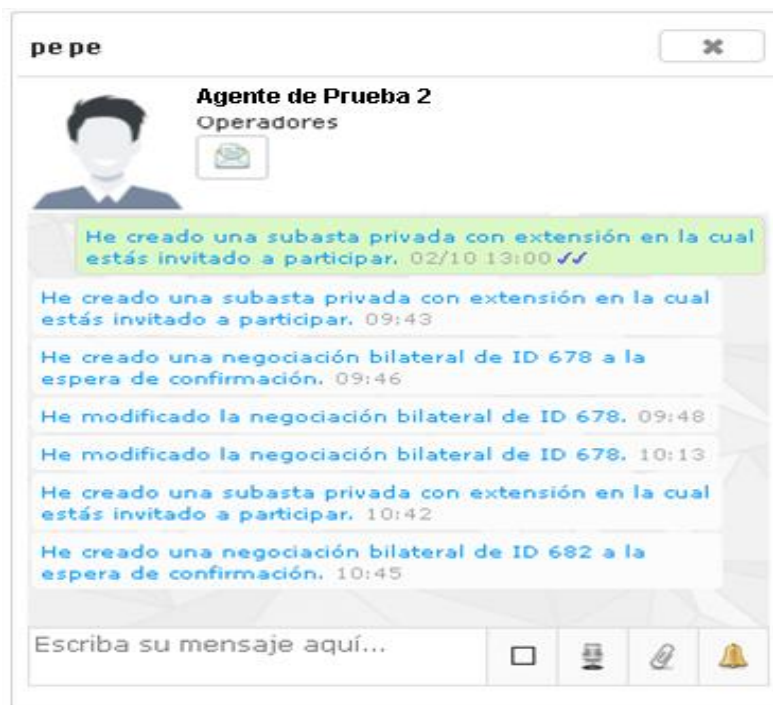 pe pe
Agente de Prueba 2
Operadores
He creado una subasta privada con extensión en la cual
estás invitado a participar. 02/10 13:00
He creado una subasta privada con extensión en la cual
estás invitado a participar. 09:43
He creado una negociación bilateral de ID 678 a la
espera de confirmación. 09:46
He modificado la negociación bilateral de ID 678. 09:48
He modificado la negociación bilateral de ID 678. 10:13
He creado una subasta privada con extensión en la cual
estás invitado a participar. 10:42
He creado una negociación bilateral de ID 682 a la
espera de confirmación. 10:45
Escriba su mensaje aquí...